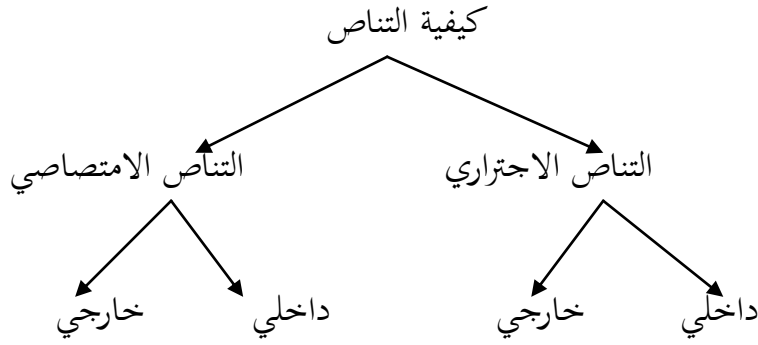 كيفية التناص
التناص الاجتراري التناص الامتصاصي
داخلي خارجي داخلي خارجي